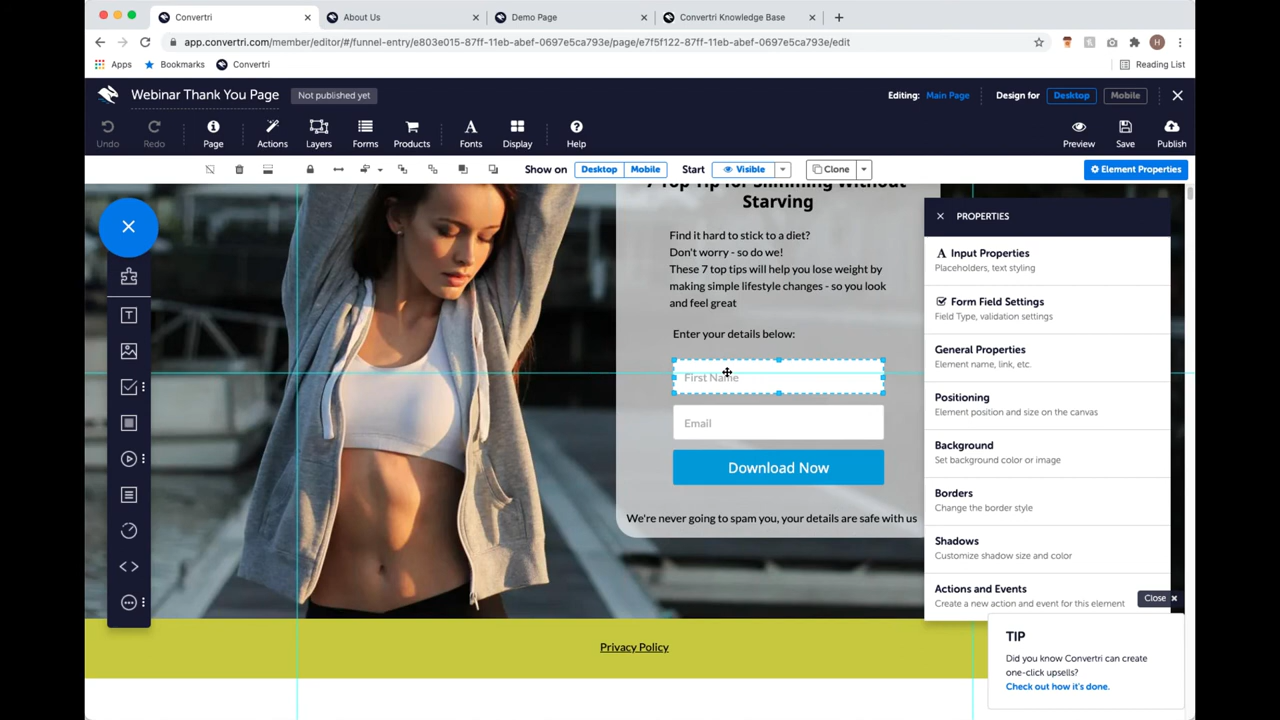 Convertri
About Us
Demo Page
Convertri Knowledge Base
app.convertri.com/member/editor/#/funnel-entry/e803e015-87ff-11eb-abef-0697e5ca793e/page/e7f5f122-87ff-11eb-abef-0697e5ca793e/edit
H
Apps
Bookmarks
Convertri
Reading List
Webinar Thank You Page
Not published yet
Editing: Main Page
Design for
Desktop
Mobile
Undo
Redo
Page
Actions
Layers
Forms
Products
Fonts
Display
Help
Preview
Save
Publish
Show on
Desktop
Mobile
Start
Visible
Clone
Element Properties
7 Top Tip for Slimming Without
Starving
Find it hard to stick to a diet?
Don't worry - so do we!
These 7 top tips will help you lose weight by
making simple lifestyle changes - so you look
and feel great
Enter your details below:
First Name
Email
Download Now
We're never going to spam you, your details are safe with us
Privacy Policy
PROPERTIES
Input Properties
Placeholders, text styling
Form Field Settings
Field Type, validation settings
General Properties
Element name, link, etc.
Positioning
Element position and size on the canvas
Background
Set background color or image
Borders
Change the border style
Shadows
Customize shadow size and color
Actions and Events
Create a new action and event for this element
Close
TIP
Did you know Convertri can create
one-click upsells?
Check out how it's done.